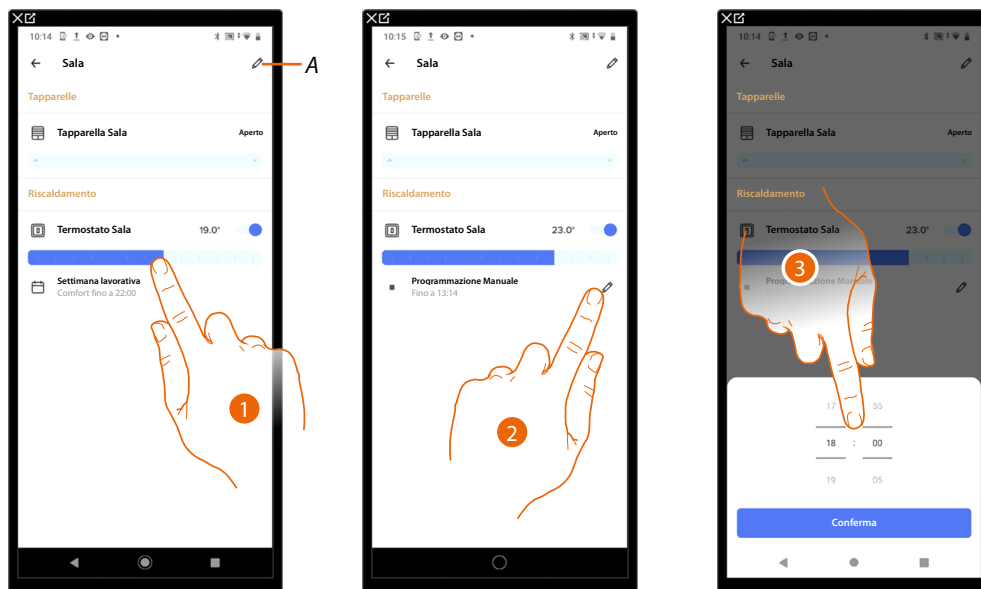 10:14
Sala
A
Tapparelle
Tapparella Sala
Aperto
Riscaldamento
Termostato Sala
19.0°
Settimana lavorativa
Comfort fino a 22:00
1
10:15
Sala
Tapparelle
Tapparella Sala
Aperto
Riscaldamento
Termostato Sala
23.0°
Programmazione Manuale
Fino a 13:14
2
10:14
Sala
Tapparelle
Tapparella Sala
Aperto
Riscaldamento
Termostato Sala
23.0°
Programmazione Manuale
3
17 55
18 : 00
19 05
Conferma